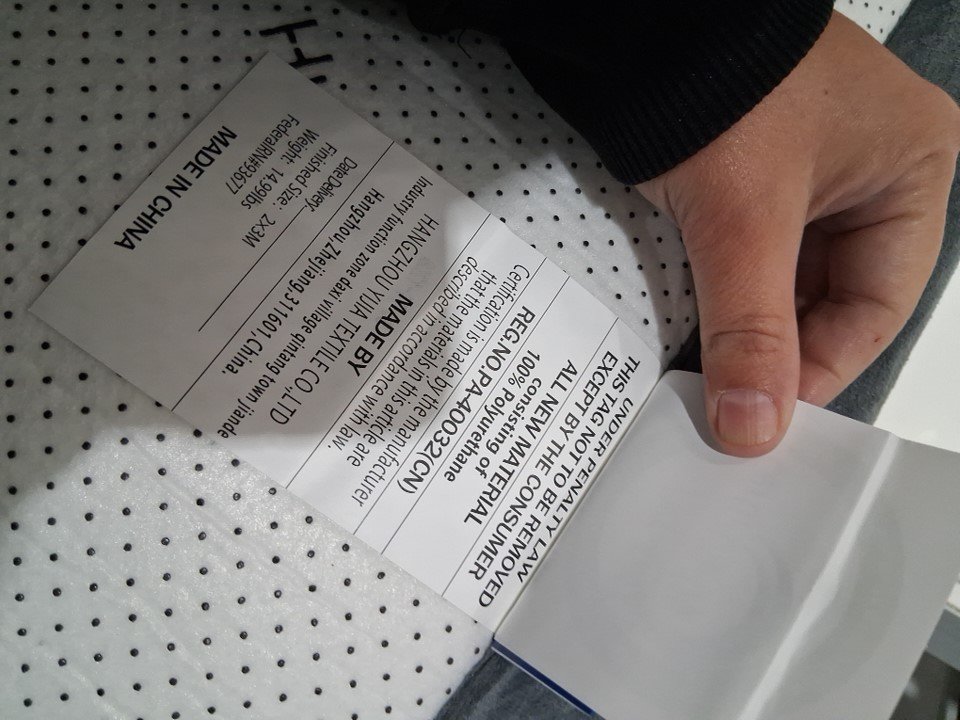 UNDER PENALTY LAW
THIS TAG NOT TO BE REMOVED
EXCEPT BY THE CONSUMER
ALL NEW MATERIAL
consisting of
100% Polyurethane
REG.NO.PA-40032(CN)
Certification is made by the manufacturer
that the materials in this article are
described in accordance with law.
MADE BY
HANGZHOU YIJIA TEXTILE CO.,LTD
Industry function zone daxi village qintang town jiande
Hangzhou,Zhejiang.311601,China.
DateDelivery:
Finished Size : 2X3M
Weight: 14.99lbs
FederalRN#93677
MADE IN CHINA